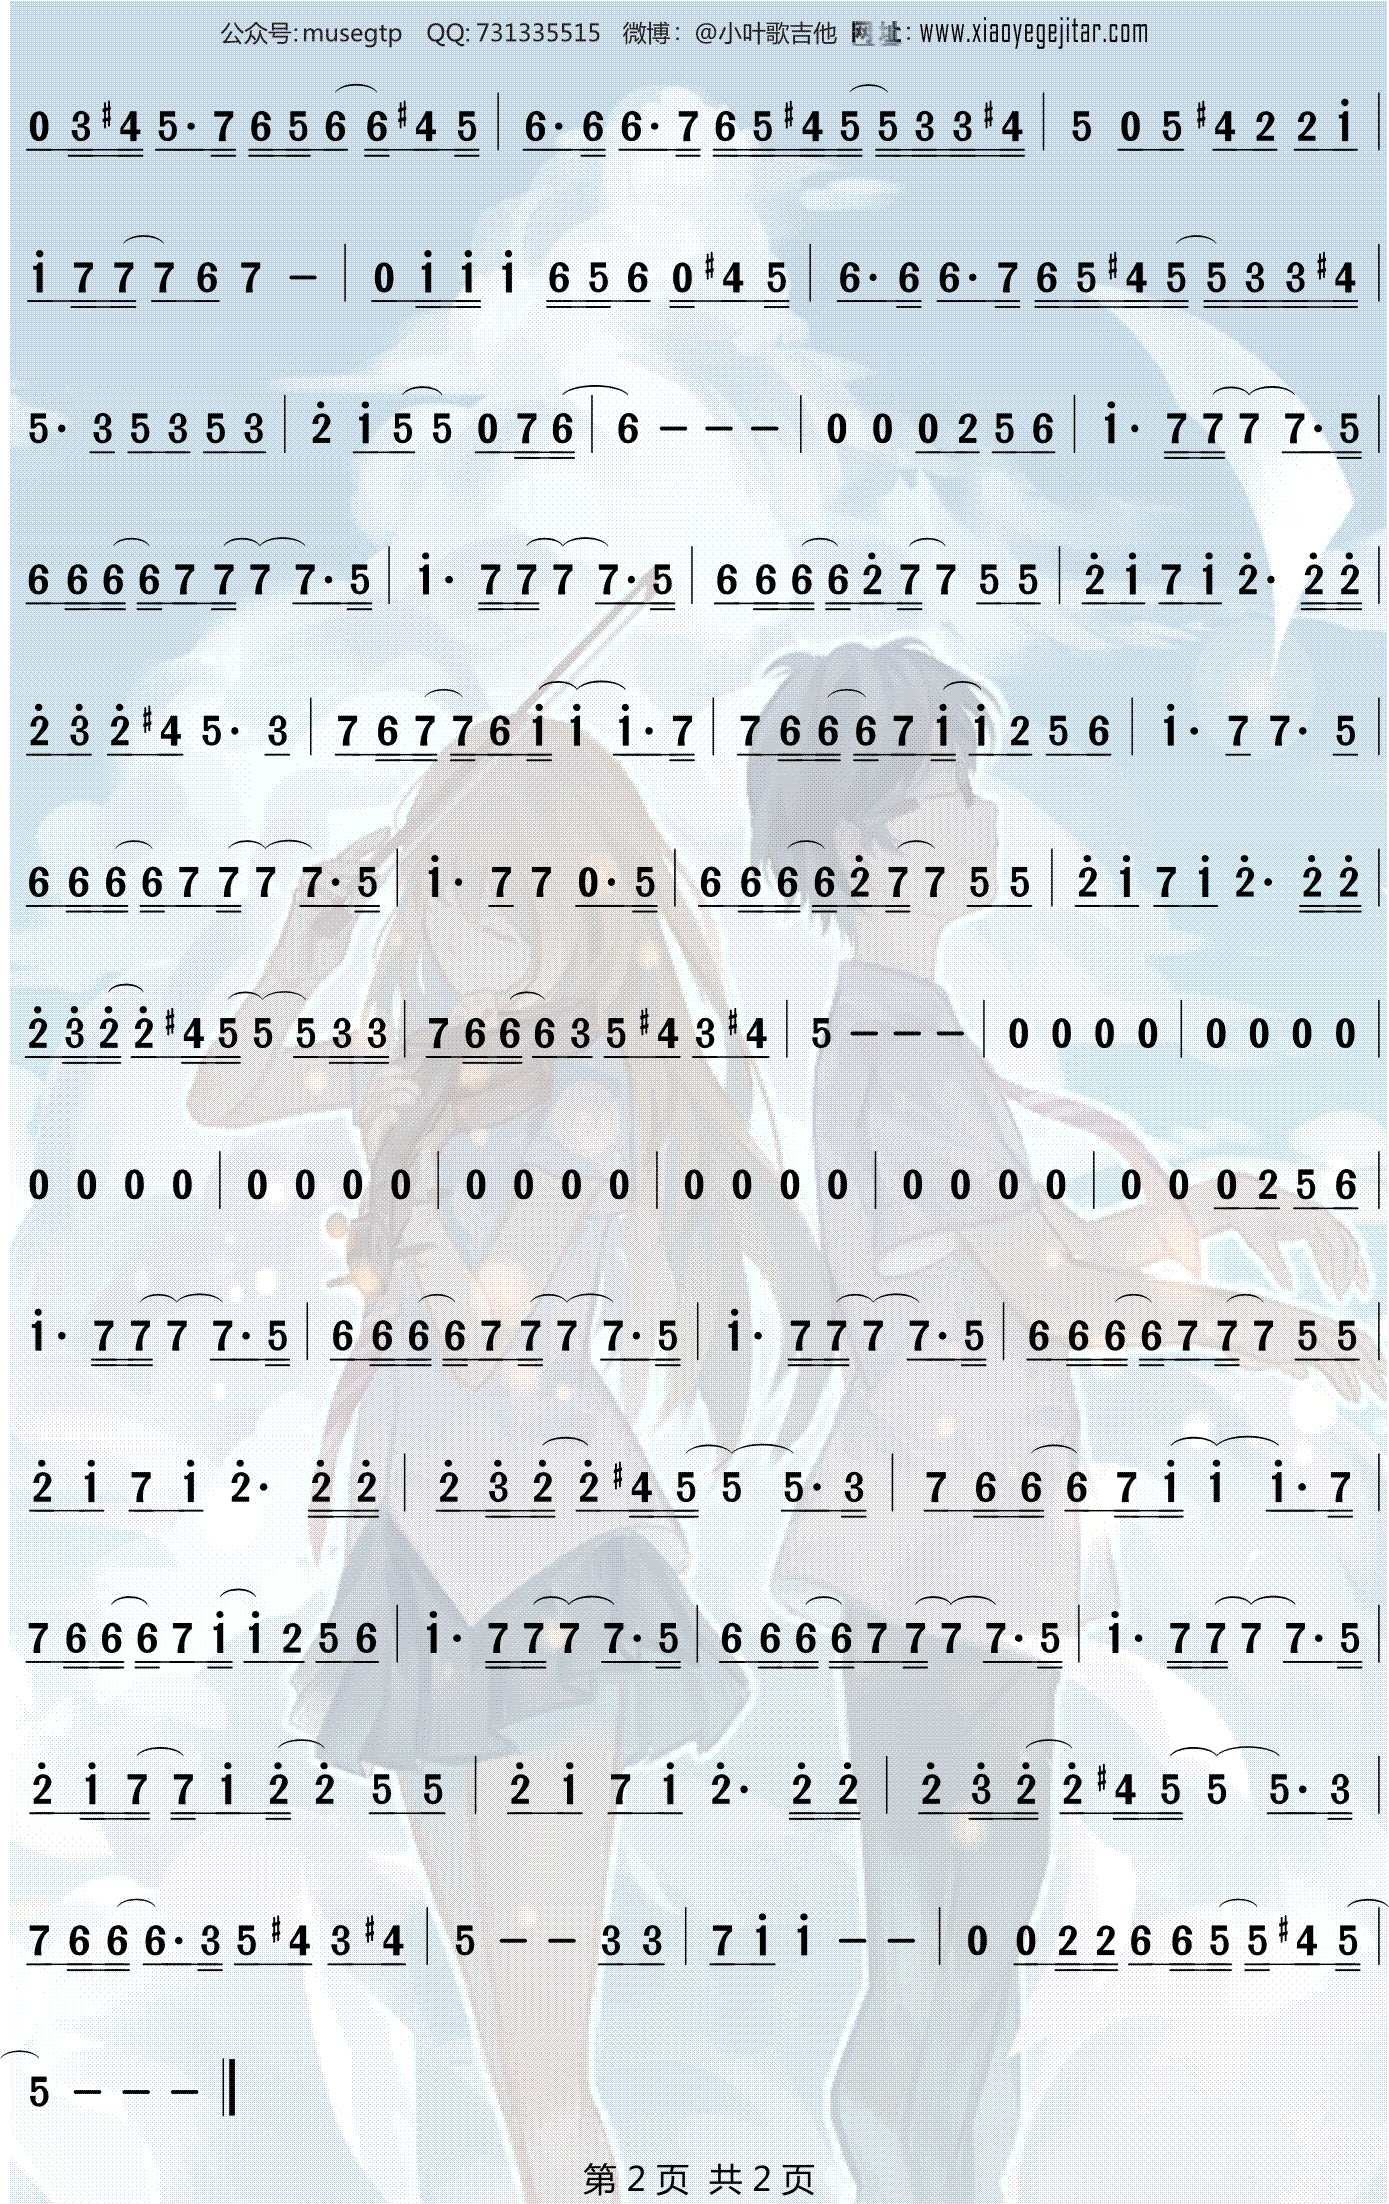 公众号: musegtp QQ: 731335515 微博: @小叶歌吉他 网址: www.xiaoyegejitar.com
0 3 #4 5· 7 6 5 6 6 #4 5 | 6· 6 6· 7 6 5 #4 5 5 3 3 #4 | 5 0 5 #4 2 2 i |
i 7 7 7 6 7 – | 0 i i i 6 5 6 0 #4 5 | 6· 6 6· 7 6 5 #4 5 5 3 3 #4 |
5· 3 5 3 5 3 | 2̇ i 5 5 0 7 6 | 6 – – – | 0 0 0 2 5 6 | i· 7 7 7 7· 5 |
6 6 6 6 7 7 7 7· 5 | i· 7 7 7 7· 5 | 6 6 6 6 2̇ 7 7 5 5 | 2̇ i 7 i 2̇· 2̇ 2̇ |
2̇ 3̇ 2̇ #4 5· 3 | 7 6 7 7 6 i i i· 7 | 7 6 6 6 7 i i 2 5 6 | i· 7 7· 5 |
6 6 6 6 7 7 7 7· 5 | i· 7 7 0· 5 | 6 6 6 6 2̇ 7 7 5 5 | 2̇ i 7 i 2̇· 2̇ 2̇ |
2̇ 3̇ 2̇ 2̇ #4 5 5 5 3 3 | 7 6 6 6 3 5 #4 3 #4 | 5 – – – | 0 0 0 0 | 0 0 0 0 |
0 0 0 0 | 0 0 0 0 | 0 0 0 0 | 0 0 0 0 | 0 0 0 0 | 0 0 0 2 5 6 |
i· 7 7 7 7· 5 | 6 6 6 6 7 7 7 7· 5 | i· 7 7 7 7· 5 | 6 6 6 6 7 7 7 5 5 |
2̇ i 7 i 2̇· 2̇ 2̇ | 2̇ 3̇ 2̇ 2̇ #4 5 5 5· 3 | 7 6 6 6 7 i i i· 7 |
7 6 6 6 7 i i 2 5 6 | i· 7 7 7 7· 5 | 6 6 6 6 7 7 7 7· 5 | i· 7 7 7 7· 5 |
2̇ i 7 7 i 2̇ 2̇ 5 5 | 2̇ i 7 i 2̇· 2̇ 2̇ | 2̇ 3̇ 2̇ 2̇ #4 5 5 5· 3 |
7 6 6 6· 3 5 #4 3 #4 | 5 – – 3 3 | 7 i i – – | 0 0 2 2 6 6 5 5 #4 5 |
5 – – – ‖
第 2 页 共 2 页